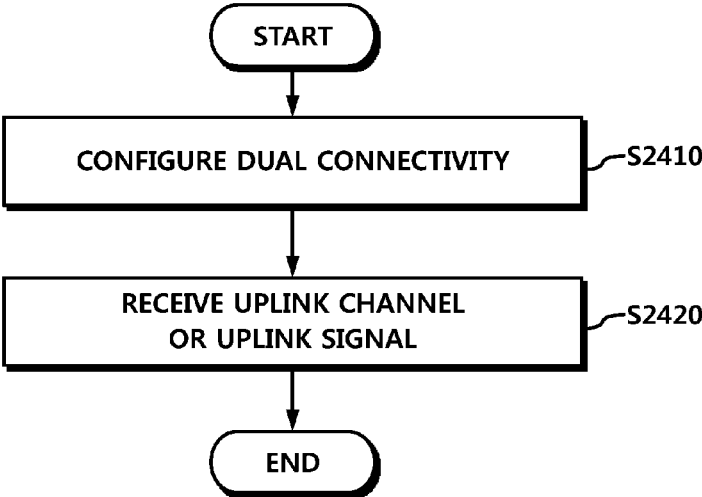 START
CONFIGURE DUAL CONNECTIVITY
S2410
RECEIVE UPLINK CHANNEL
OR UPLINK SIGNAL
S2420
END